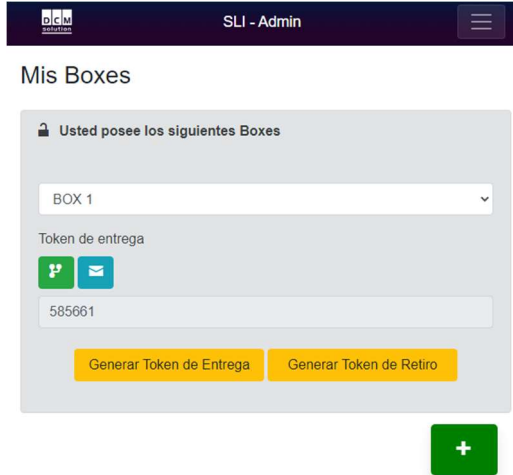 DCM
solution
SLI - Admin
Mis Boxes
Usted posee los siguientes Boxes
BOX 1
Token de entrega
585661
Generar Token de Entrega
Generar Token de Retiro
+